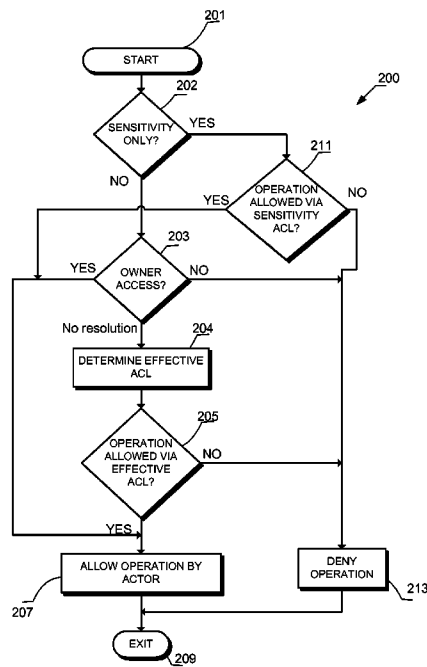 201
START
202
200
SENSITIVITY
ONLY?
YES
211
NO
OPERATION
ALLOWED VIA
SENSITIVITY
ACL?
YES
NO
203
YES
OWNER
ACCESS?
NO
No resolution
204
DETERMINE EFFECTIVE
ACL
205
OPERATION
ALLOWED VIA
EFFECTIVE
ACL?
NO
YES
ALLOW OPERATION BY
ACTOR
207
DENY
OPERATION
213
EXIT
209